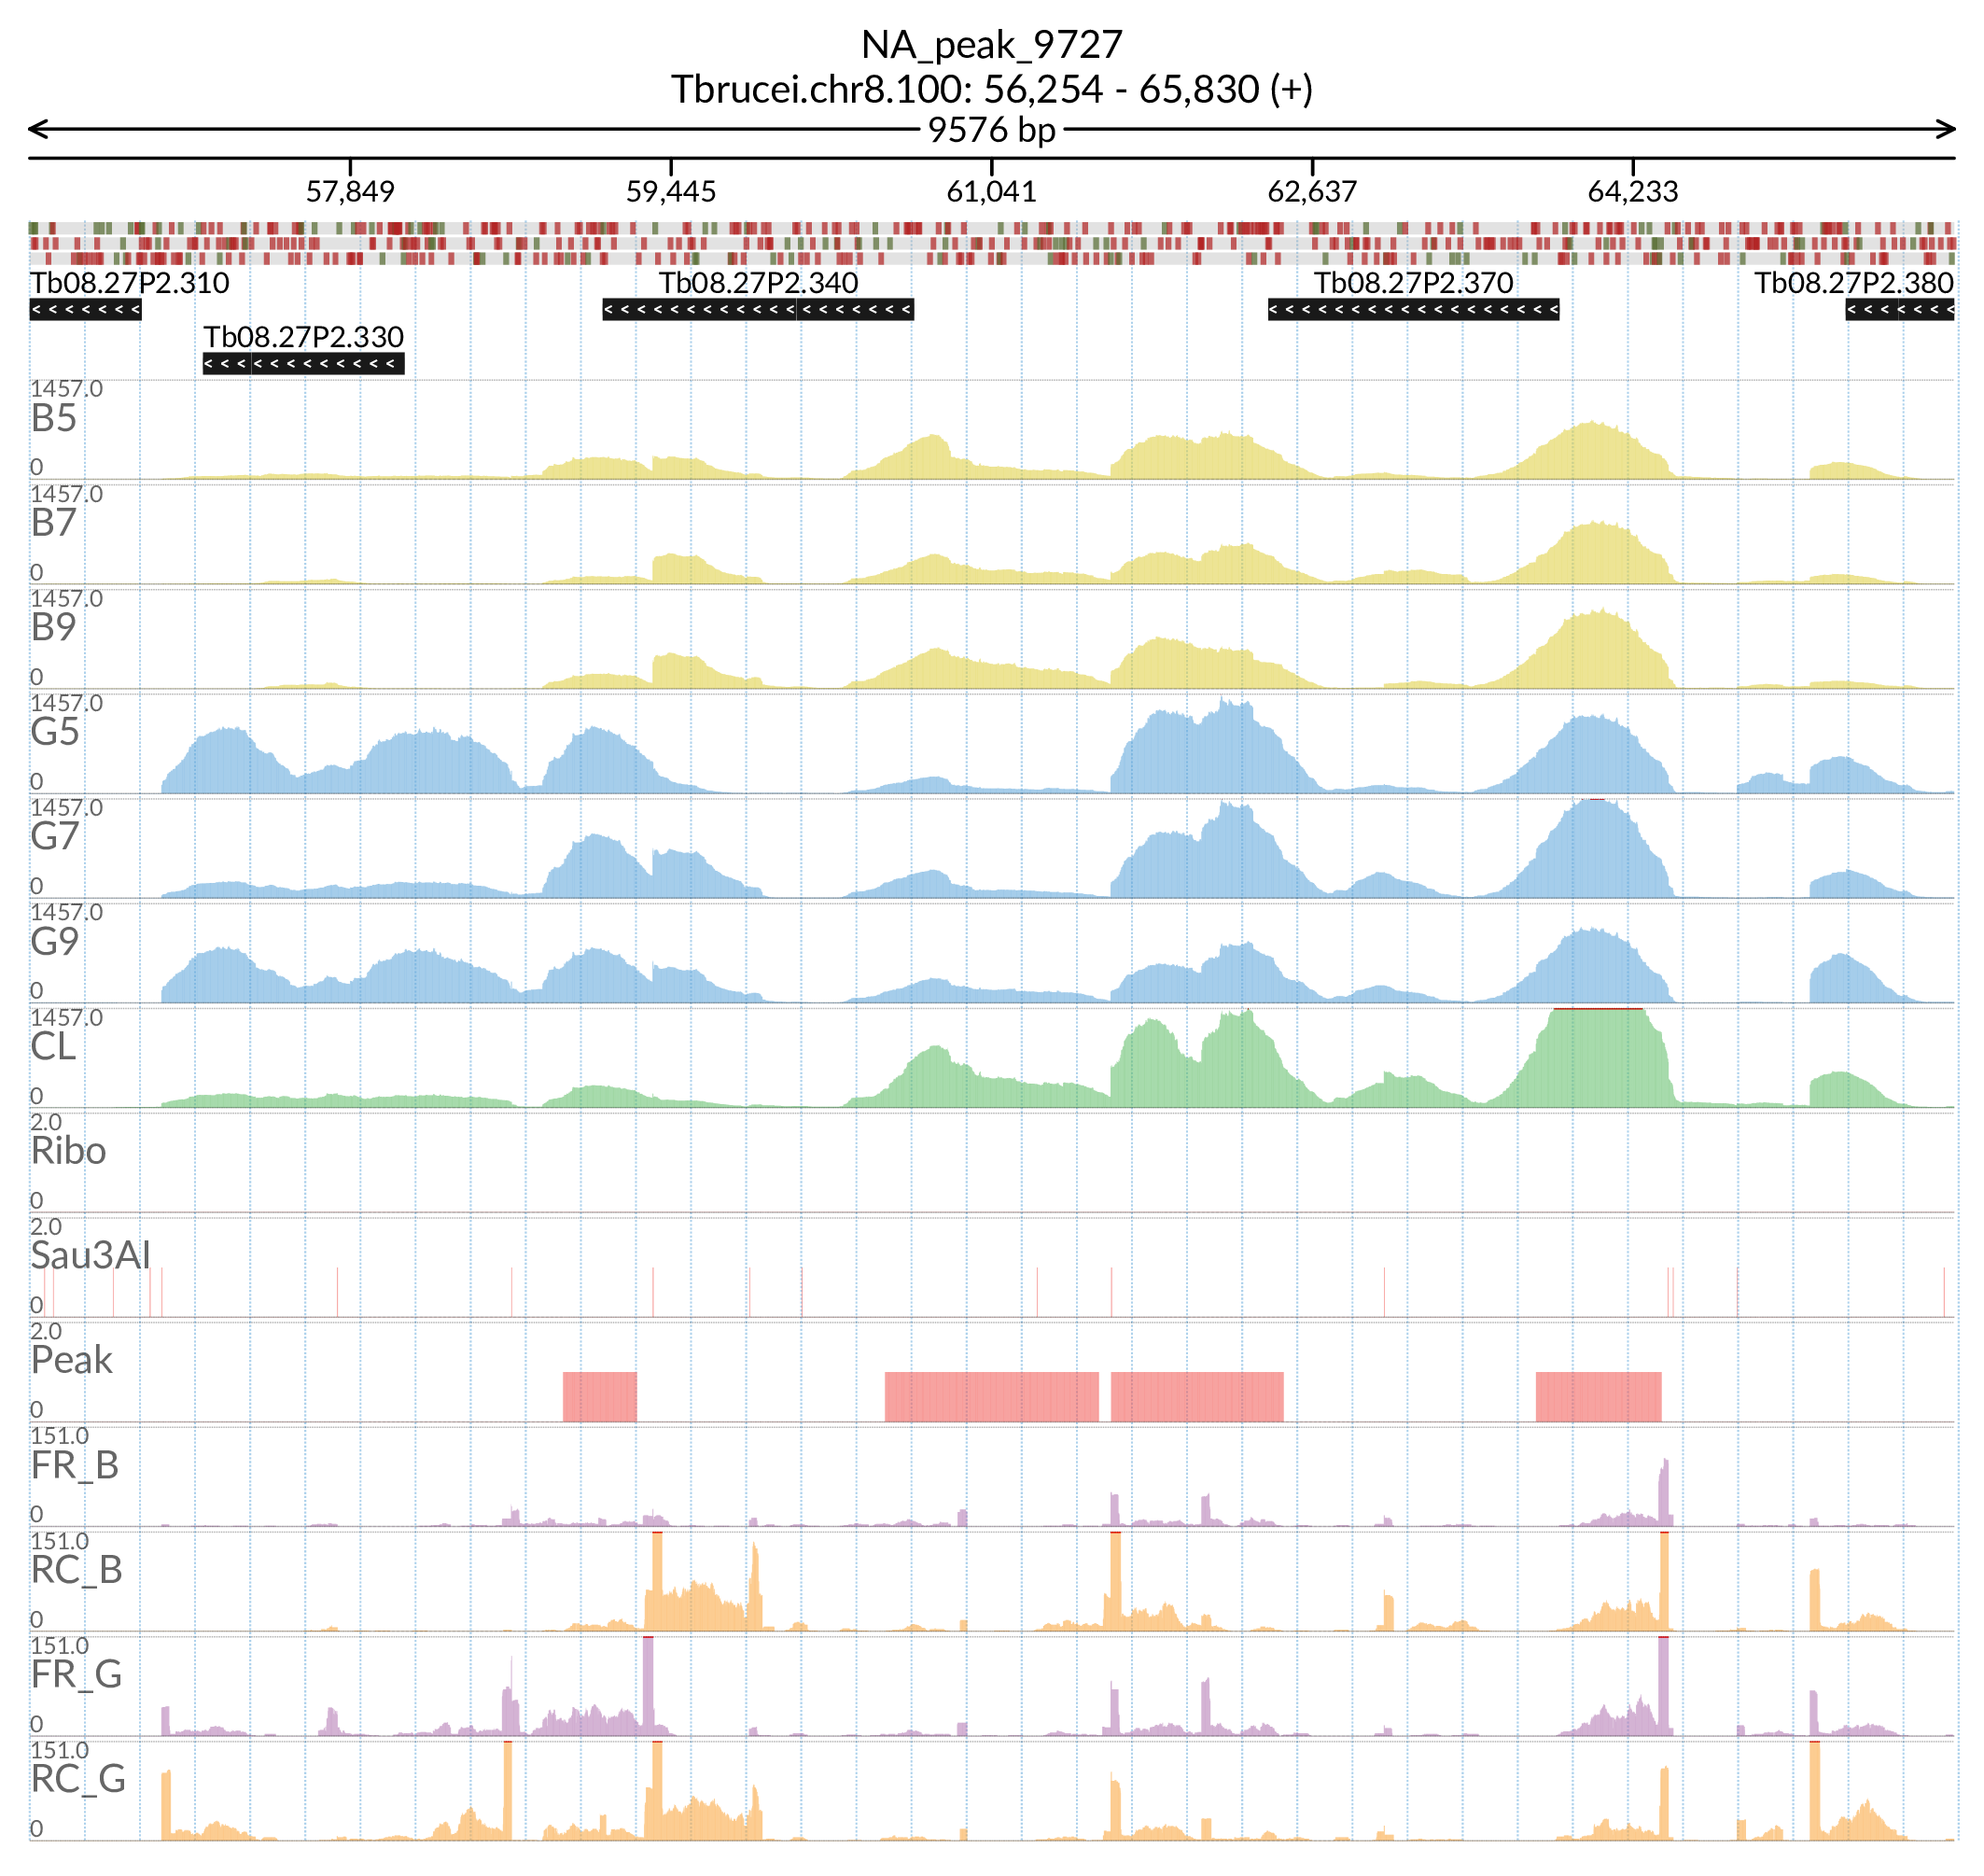 NA_peak_9727
Tbrucei.chr8.100: 56,254 - 65,830 (+)
9576 bp
57,849 59,445 61,041 62,637 64,233
Tb08.27P2.310 Tb08.27P2.340 Tb08.27P2.370 Tb08.27P2.380
Tb08.27P2.330
1457.0
B5
0
1457.0
B7
0
1457.0
B9
0
1457.0
G5
0
1457.0
G7
0
1457.0
G9
0
1457.0
CL
0
2.0
Ribo
0
2.0
Sau3AI
0
2.0
Peak
0
151.0
FR_B
0
151.0
RC_B
0
151.0
FR_G
0
151.0
RC_G
0